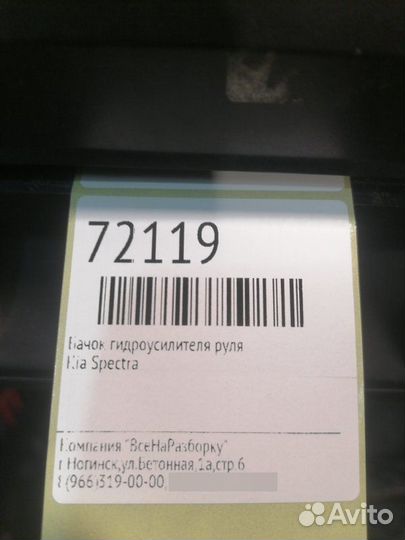 72119
Бачок гидроусилителя руля
Kia Spectra
Компания "ВсеНаРазборку"
г.Ногинск,ул.Бетонная,1а,стр.6
8(966)319-00-00,
Avito